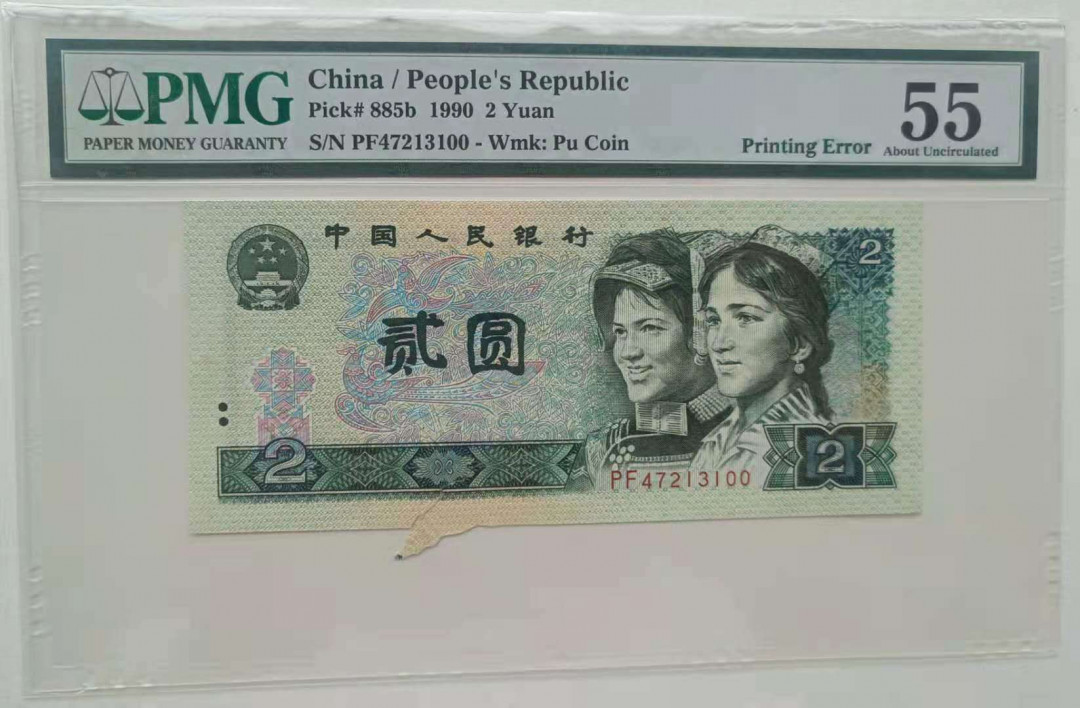 PMG
PAPER MONEY GUARANTY
China / People's Republic
Pick# 885b 1990 2 Yuan
S/N PF47213100 - Wmk: Pu Coin
Printing Error
55
About Uncirculated
中国人民银行
2
贰圆
2
PF47213100
2